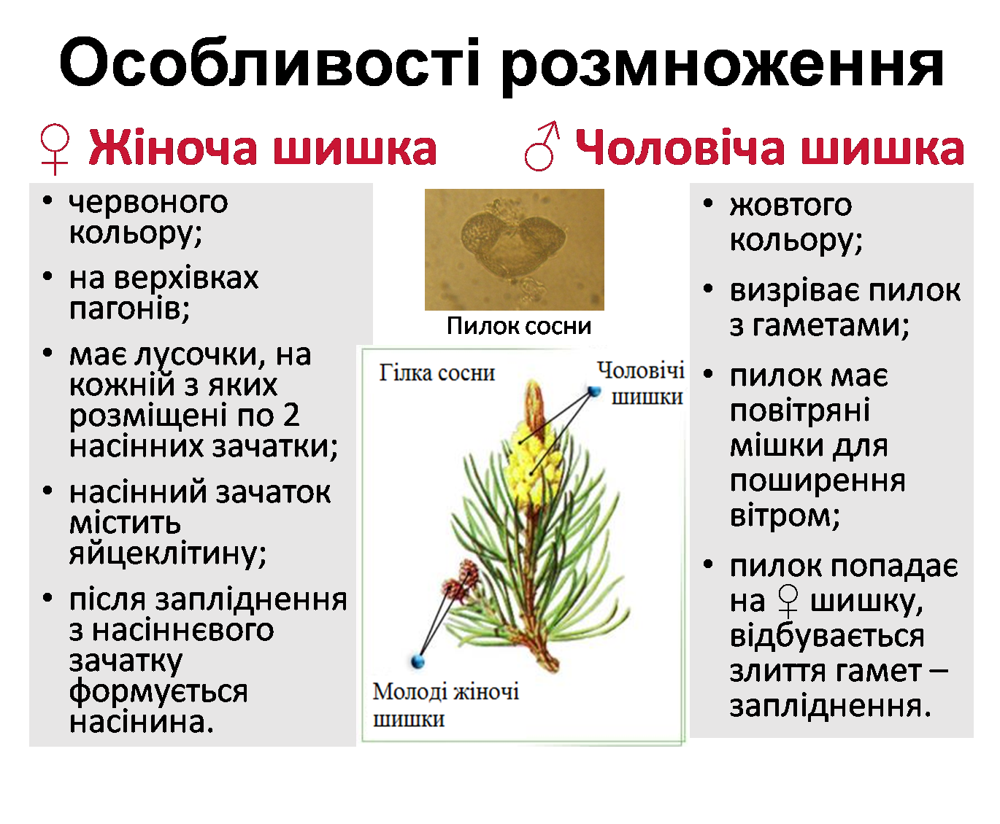 Особливості розмноження
♀ Жіноча шишка
♂ Чоловіча шишка
• червоного
кольору;
• на верхівках
пагонів;
• має лусочки, на
кожній з яких
розміщені по 2
насінних зачатки;
• насінний зачаток
містить
яйцеклітину;
• після запліднення
з насіннєвого
зачатку
формується
насінина.
Пилок сосни
Гілка сосни
Чоловічі
шишки
Молоді жіночі
шишки
• жовтого
кольору;
• визріває пилок
з гаметами;
• пилок має
повітряні
мішки для
поширення
вітром;
• пилок попадає
на ♀ шишку,
відбувається
злиття гамет –
запліднення.